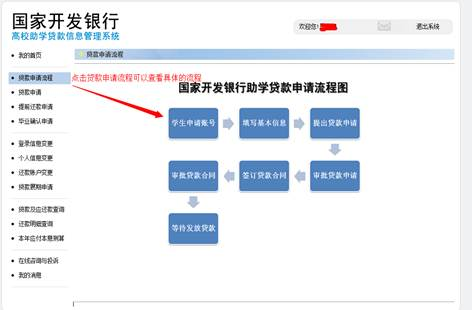 国家开发银行
高校助学贷款信息管理系统
欢迎您!
退出系统
我的首页
贷款申请流程
贷款申请
提前还款申请
毕业确认申请
登录信息变更
个人信息变更
还款账户变更
贷款展期申请
贷款及应还款查询
还款明细查询
本年应付本息测算
在线咨询与投诉
我的消息
贷款申请流程
点击贷款申请流程可以查看具体的流程
国家开发银行助学贷款申请流程图
学生申请账号
填写基本信息
提出贷款申请
审批贷款合同
签订贷款合同
审批贷款申请
等待发放贷款